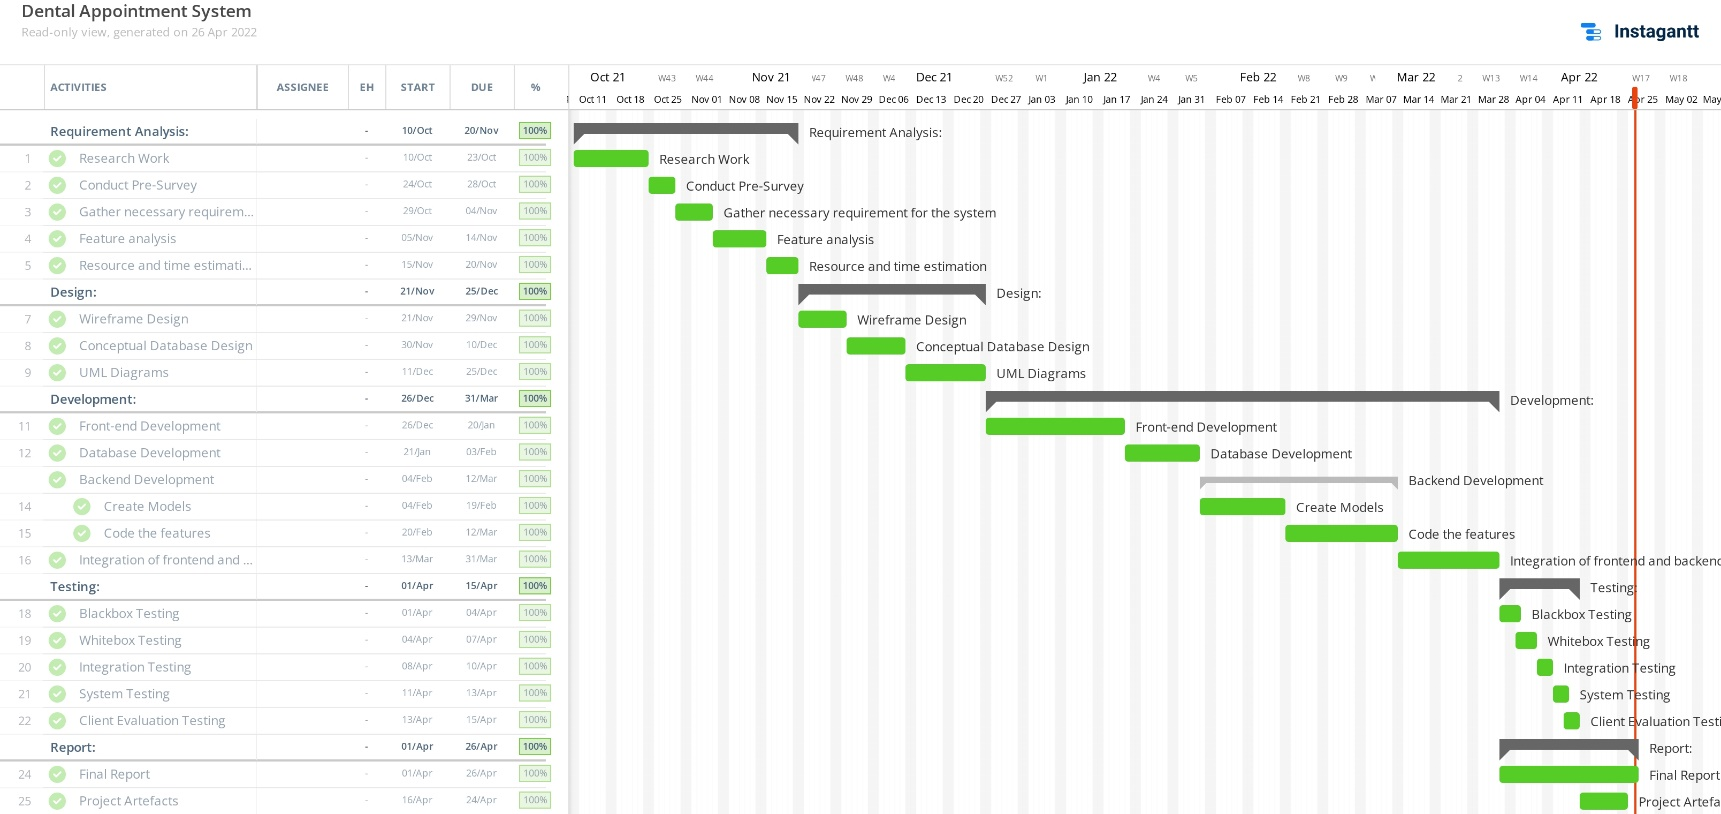 Dental Appointment System
Read-only view, generated on 26 Apr 2022
Instagantt
ACTIVITIES ASSIGNEE EH START DUE %
Oct 21 W43 W44 Nov 21 W48 W4 Dec 21 W52 W1 Jan 22 W4 W5 Feb 22 W8 W9 Mar 22 2 W13 W14 Apr 22 W17 W18
Oct 11 Oct 18 Oct 25 Nov 01 Nov 08 Nov 15 Nov 22 Nov 29 Dec 06 Dec 13 Dec 20 Dec 27 Jan 03 Jan 10 Jan 17 Jan 24 Jan 31 Feb 07 Feb 14 Feb 21 Feb 28 Mar 07 Mar 14 Mar 21 Mar 28 Apr 04 Apr 11 Apr 18 Apr 25 May 02 May
Requirement Analysis: - 10/Oct 20/Nov 100% Requirement Analysis:
1 Research Work - 10/Oct 23/Oct 100% Research Work
2 Conduct Pre-Survey - 24/Oct 28/Oct 100% Conduct Pre-Survey
3 Gather necessary requirem... - 29/Oct 04/Nov 100% Gather necessary requirement for the system
4 Feature analysis - 05/Nov 14/Nov 100% Feature analysis
5 Resource and time estimati... - 15/Nov 20/Nov 100% Resource and time estimation
Design: - 21/Nov 25/Dec 100% Design:
7 Wireframe Design - 21/Nov 29/Nov 100% Wireframe Design
8 Conceptual Database Design - 30/Nov 10/Dec 100% Conceptual Database Design
9 UML Diagrams - 11/Dec 25/Dec 100% UML Diagrams
Development: - 26/Dec 31/Mar 100% Development:
11 Front-end Development - 26/Dec 20/Jan 100% Front-end Development
12 Database Development - 21/Jan 03/Feb 100% Database Development
Backend Development - 04/Feb 12/Mar 100% Backend Development
14 Create Models - 04/Feb 19/Feb 100% Create Models
15 Code the features - 20/Feb 12/Mar 100% Code the features
16 Integration of frontend and ... - 13/Mar 31/Mar 100% Integration of frontend and backend
Testing: - 01/Apr 15/Apr 100% Testing:
18 Blackbox Testing - 01/Apr 04/Apr 100% Blackbox Testing
19 Whitebox Testing - 04/Apr 07/Apr 100% Whitebox Testing
20 Integration Testing - 08/Apr 10/Apr 100% Integration Testing
21 System Testing - 11/Apr 13/Apr 100% System Testing
22 Client Evaluation Testing - 13/Apr 15/Apr 100% Client Evaluation Testi
Report: - 01/Apr 26/Apr 100% Report:
24 Final Report - 01/Apr 26/Apr 100% Final Report
25 Project Artefacts - 16/Apr 24/Apr 100% Project Artefa